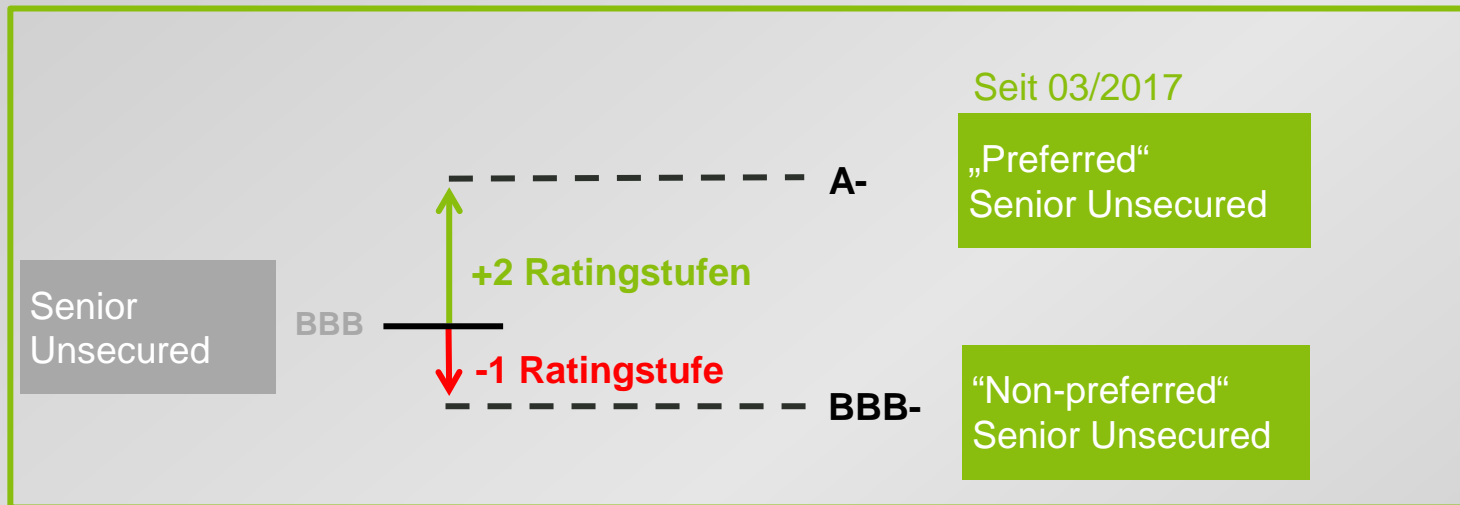 Seit 03/2017
„Preferred“
Senior Unsecured
A-
+2 Ratingstufen
Senior
Unsecured
BBB
-1 Ratingstufe
BBB-
“Non-preferred“
Senior Unsecured